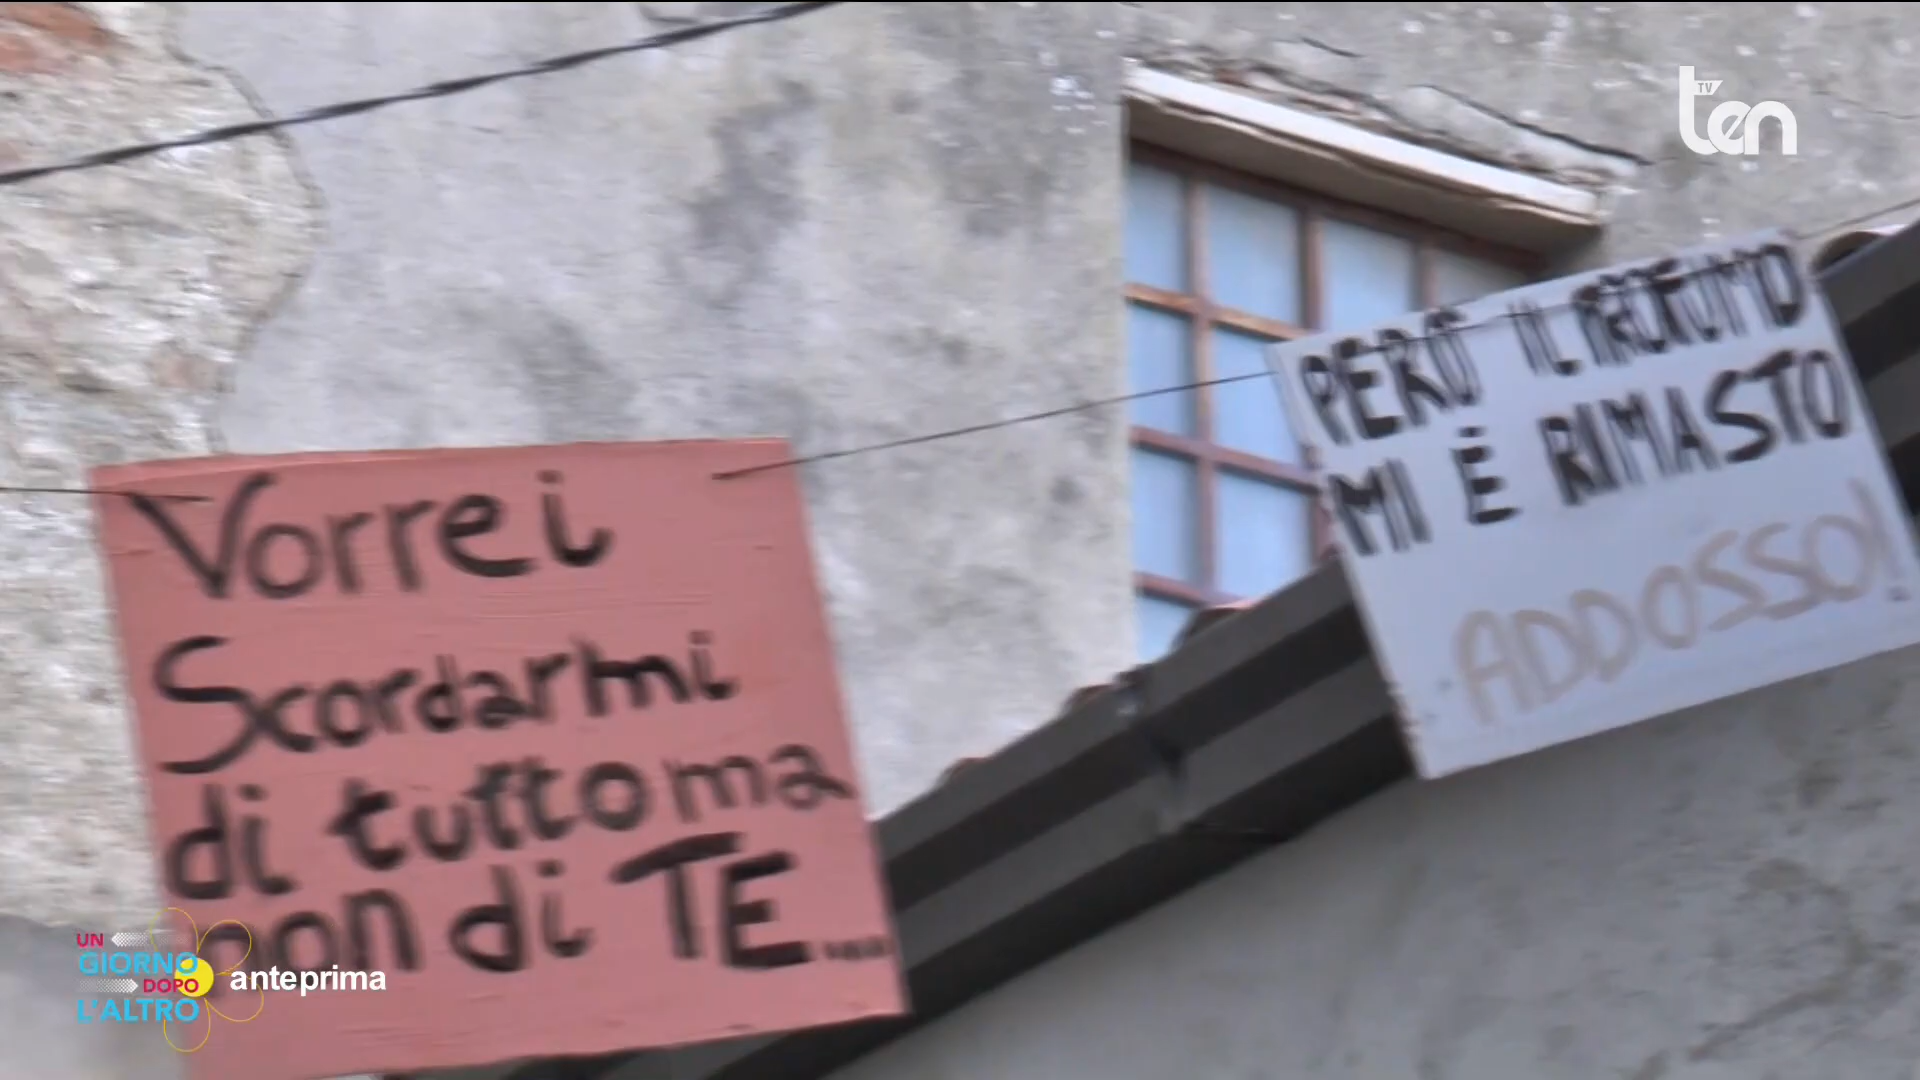 TV
ten
Vorrei
Scordarmi
di tutto ma
non di TE....
PERÒ IL PROFUMO
MI È RIMASTO
ADDOSSO!
UN
GIORNO
DOPO
L'ALTRO
anteprima